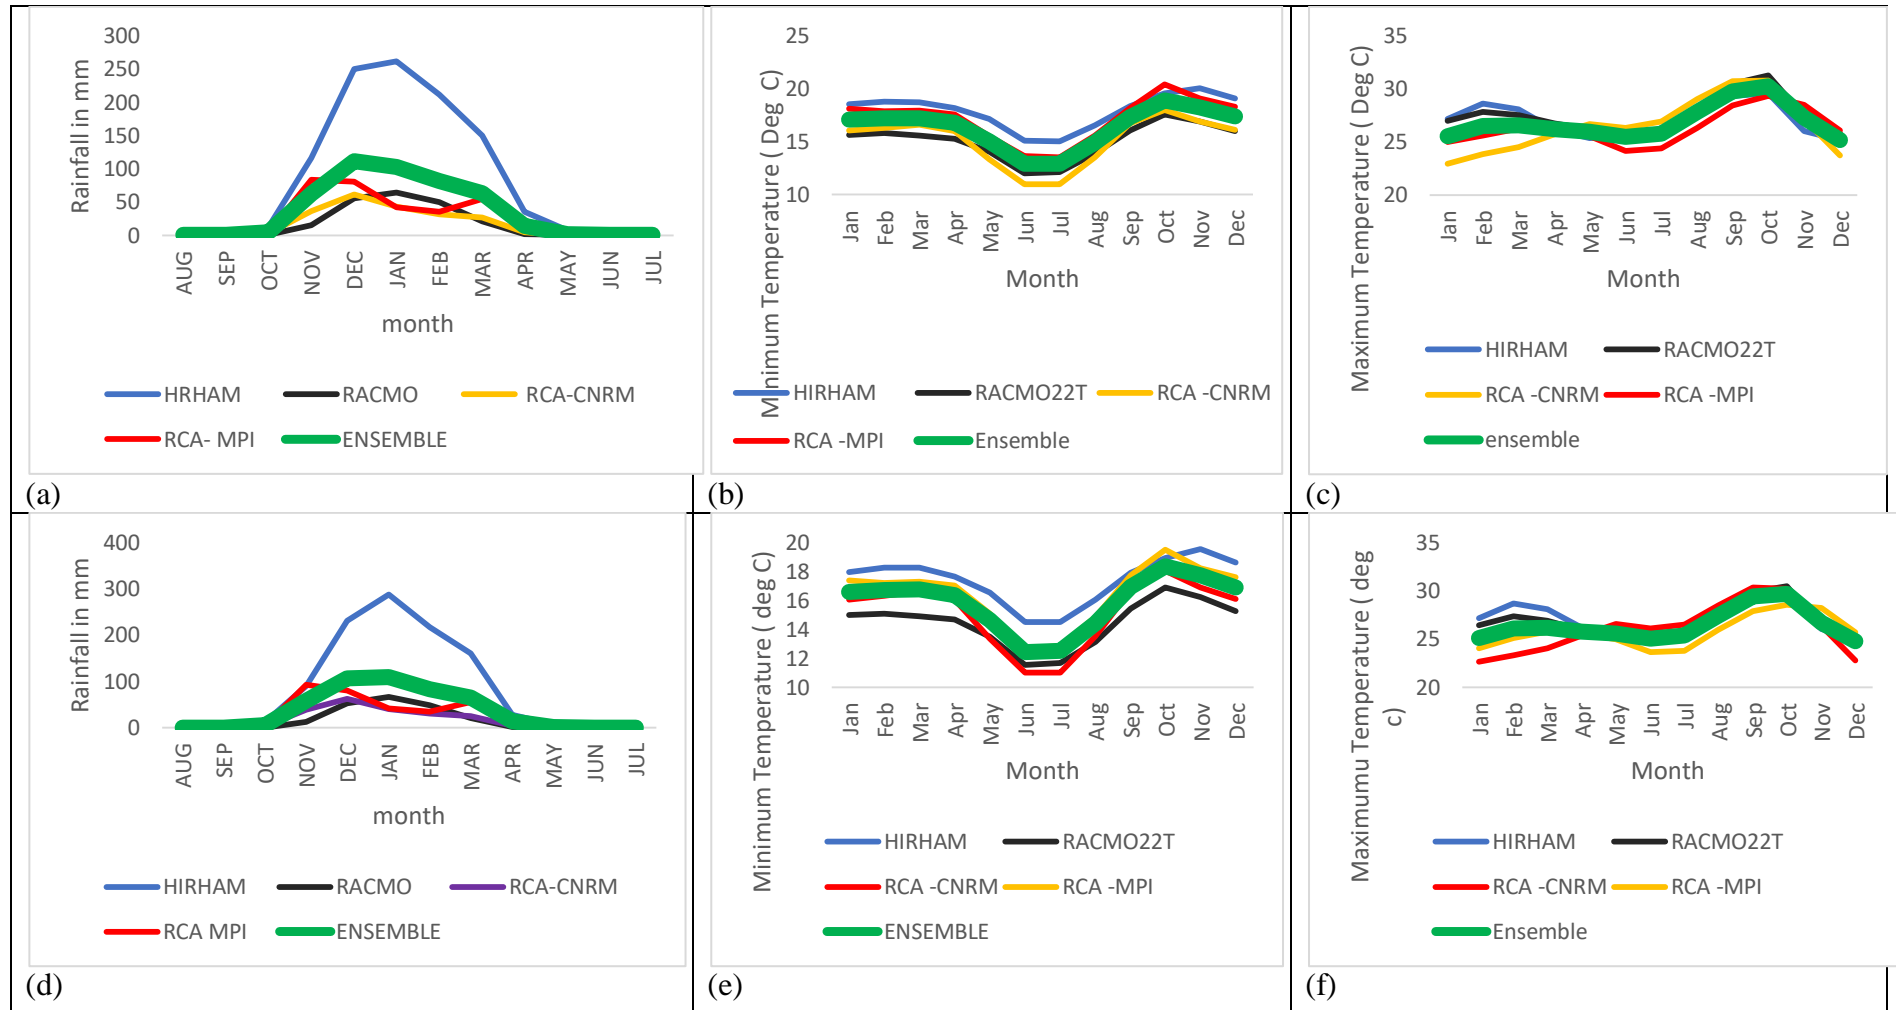 300
250
200
150
100
50
0
Rainfall in mm
AUG SEP OCT NOV DEC JAN FEB MAR APR MAY JUN JUL
month
HRHAM RACMO RCA-CNRM
RCA- MPI ENSEMBLE
(a)
25
20
15
10
Minimum Temperature ( Deg C)
Jan Feb Mar Apr May Jun Jul Aug Sep Oct Nov Dec
Month
HIRHAM RACMO22T RCA -CNRM
RCA -MPI Ensemble
(b)
35
30
25
20
Maximum Temperature ( Deg C)
Jan Feb Mar Apr May Jun Jul Aug Sep Oct Nov Dec
Month
HIRHAM RACMO22T
RCA -CNRM RCA -MPI
ensemble
(c)
400
300
200
100
0
Rainfall in mm
AUG SEP OCT NOV DEC JAN FEB MAR APR MAY JUN JUL
month
HIRHAM RACMO RCA-CNRM
RCA MPI ENSEMBLE
(d)
20
18
16
14
12
10
Minimum Temperature ( deg C)
Jan Feb Mar Apr May Jun Jul Aug Sep Oct Nov Dec
Month
HIRHAM RACMO22T
RCA -CNRM RCA -MPI
ENSEMBLE
(e)
35
30
25
20
Maximumu Temperature ( deg
c)
Jan Feb Mar Apr May Jun Jul Aug Sep Oct Nov Dec
Month
HIRHAM RACMO22T
RCA -CNRM RCA -MPI
Ensemble
(f)